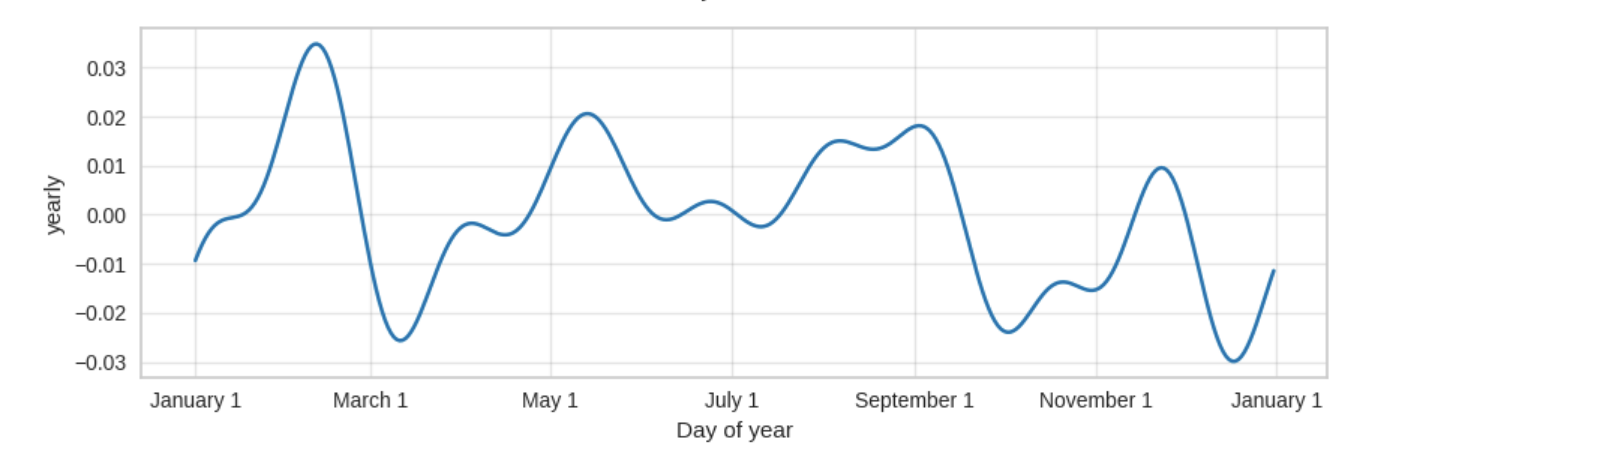 0.03
0.02
0.01
0.00
−0.01
−0.02
−0.03
yearly
January 1 March 1 May 1 July 1 September 1 November 1 January 1
Day of year